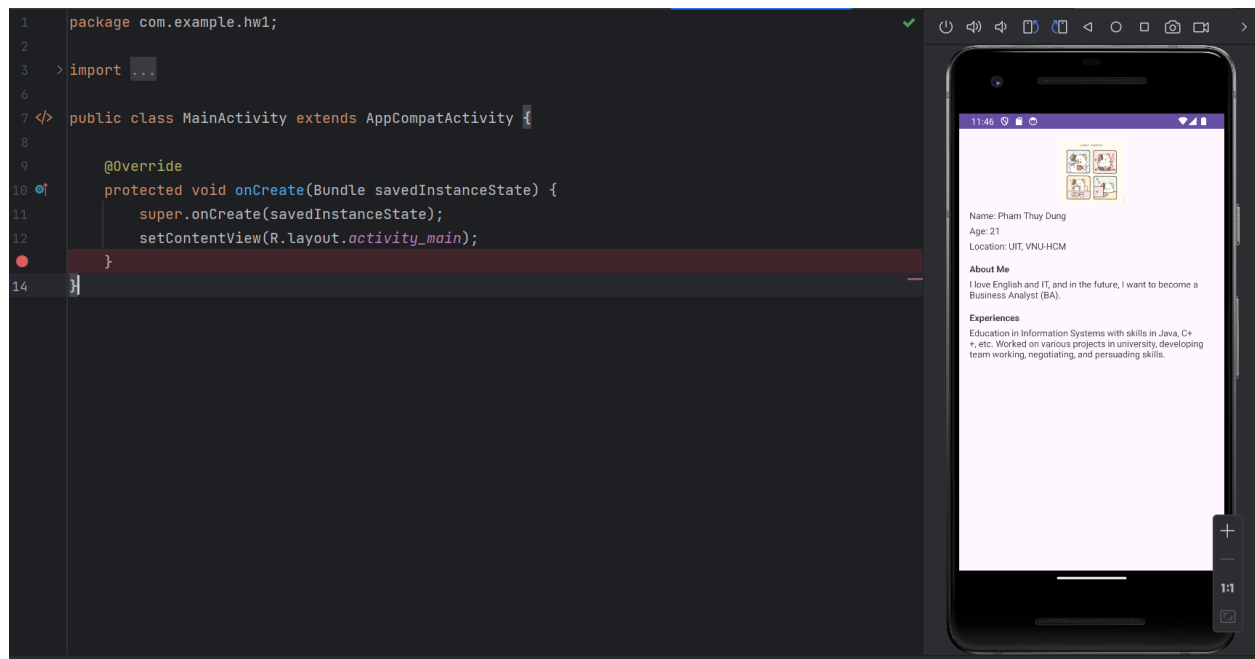 1 package com.example.hw1;
2
3 import ...
6
7 </> public class MainActivity extends AppCompatActivity {
8
9 @Override
10 protected void onCreate(Bundle savedInstanceState) {
11 super.onCreate(savedInstanceState);
12 setContentView(R.layout.activity_main);
}
14 }
11:46
Name: Pham Thuy Dung
Age: 21
Location: UIT, VNU-HCM
About Me
I love English and IT, and in the future, I want to become a
Business Analyst (BA).
Experiences
Education in Information Systems with skills in Java, C+
+, etc. Worked on various projects in university, developing
team working, negotiating, and persuading skills.
1:1